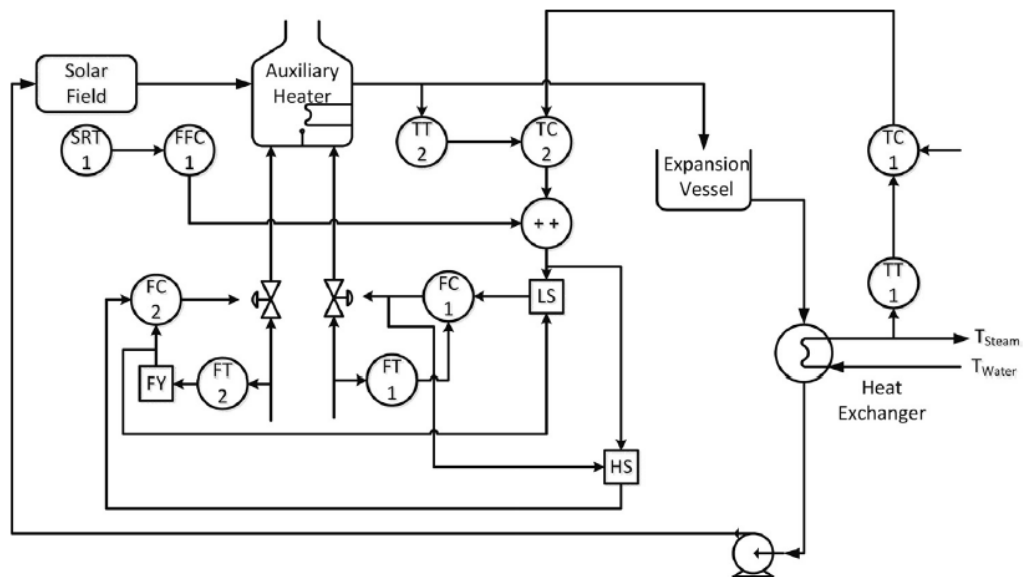 Solar
Field
Auxiliary
Heater
SRT
1
FFC
1
TT
2
TC
2
TC
1
Expansion
Vessel
+ +
FC
2
FC
1
LS
TT
1
FY
FT
2
FT
1
TSteam
TWater
Heat
Exchanger
HS